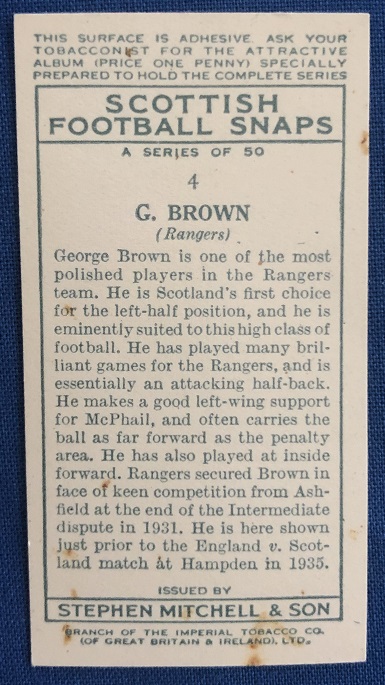 THIS SURFACE IS ADHESIVE. ASK YOUR
TOBACCONIST FOR THE ATTRACTIVE
ALBUM (PRICE ONE PENNY) SPECIALLY
PREPARED TO HOLD THE COMPLETE SERIES
SCOTTISH
FOOTBALL SNAPS
A SERIES OF 50
4
G. BROWN
(Rangers)
George Brown is one of the most
polished players in the Rangers
team. He is Scotland's first choice
for the left-half position, and he is
eminently suited to this high class of
football. He has played many bril-
liant games for the Rangers, and is
essentially an attacking half-back.
He makes a good left-wing support
for McPhail, and often carries the
ball as far forward as the penalty
area. He has also played at inside
forward. Rangers secured Brown in
face of keen competition from Ash-
field at the end of the Intermediate
dispute in 1931. He is here shown
just prior to the England v. Scot-
land match at Hampden in 1935.
ISSUED BY
STEPHEN MITCHELL & SON
BRANCH OF THE IMPERIAL TOBACCO CO.
(OF GREAT BRITAIN & IRELAND), LTD.